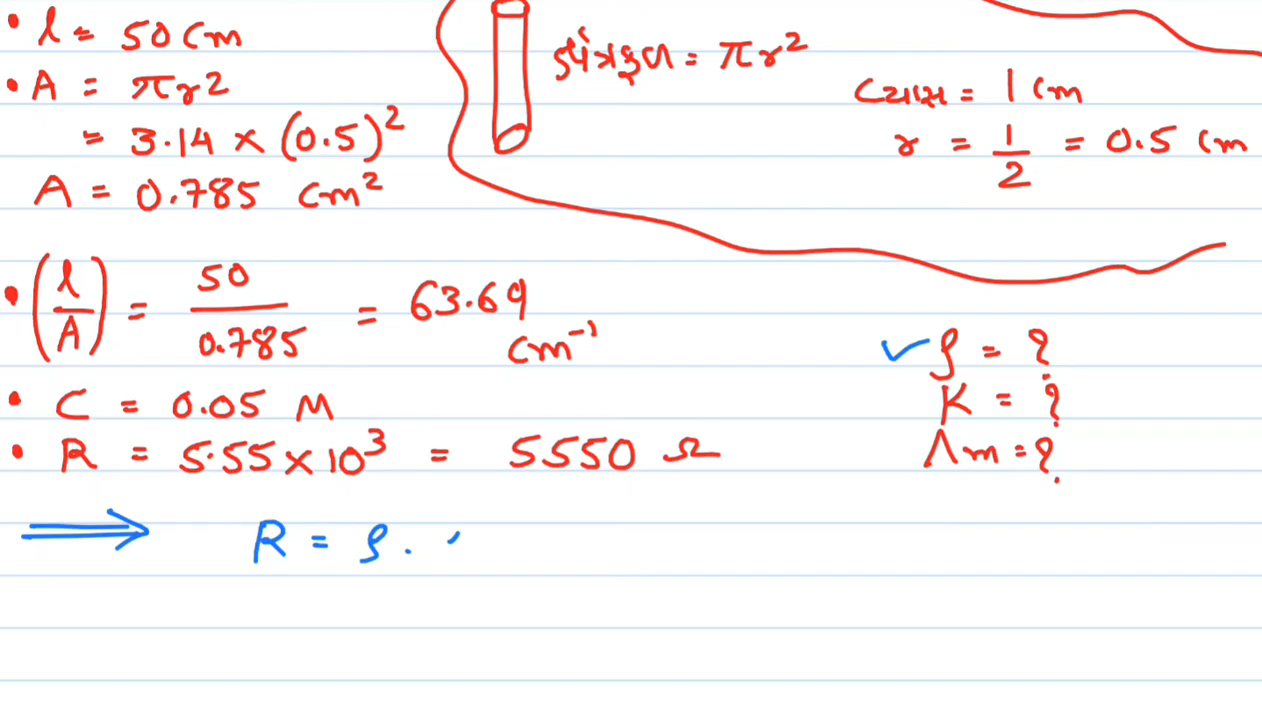 • l = 50 cm
• A = πr2
= 3.14 × (0.5)²
A = 0.785 cm²
= πr²
= 1 cm
r = 1/2 = 0.5 cm
• (l/A) = 50/0.785 = 63.69 cm⁻¹
• C = 0.05 M
• R = 5.55×10³ = 5550 Ω
✓ρ = ?
K = ?
Λm = ?
⟹ R = ρ .